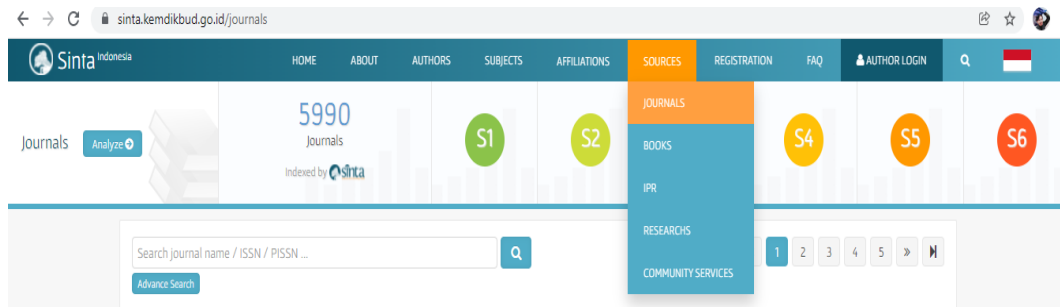 sinta.kemdikbud.go.id/journals
Sinta Indonesia
HOME ABOUT AUTHORS SUBJECTS AFFILIATIONS SOURCES REGISTRATION FAQ AUTHOR LOGIN
JOURNALS
BOOKS
IPR
RESEARCHS
COMMUNITY SERVICES
Journals Analyze
5990
Journals
Indexed by sinta
S1 S2 S4 S5 S6
Search journal name / ISSN / PISSN ...
Advance Search
1 2 3 4 5 »